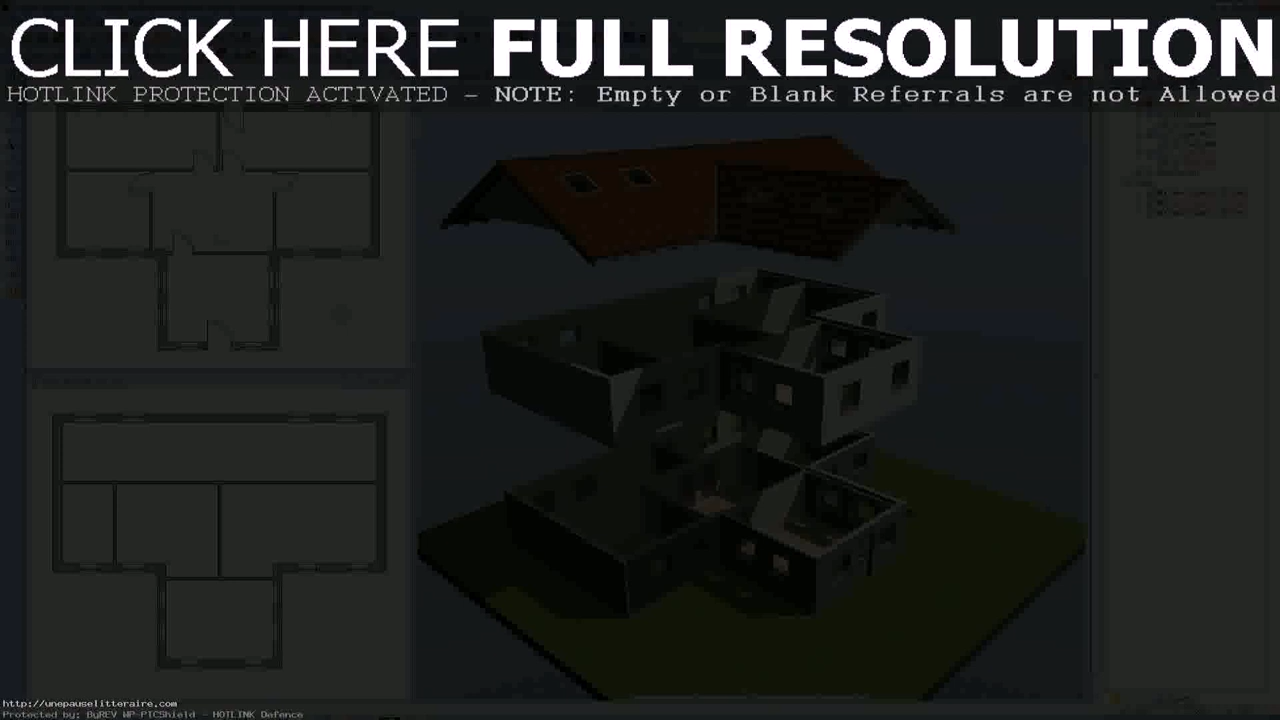 CLICK HERE FULL RESOLUTION
HOTLINK PROTECTION ACTIVATED - NOTE: Empty or Blank Referrals are not Allowed
http://unepauselitteraire.com
Protected by: ByREV WP-PICShield - HOTLINK Defence